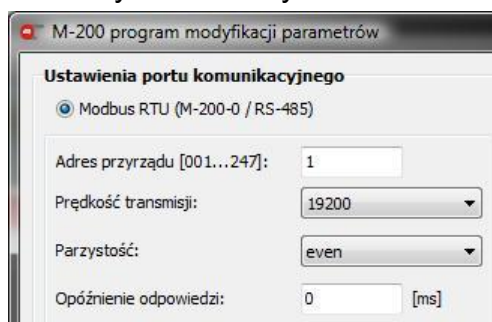 M-200 program modyfikacji parametrów
Ustawienia portu komunikacyjnego
Modbus RTU (M-200-0 / RS-485)
Adres przyrządu [001...247]: 1
Prędkość transmisji: 19200
Parzystość: even
Opóźnienie odpowiedzi: 0 [ms]